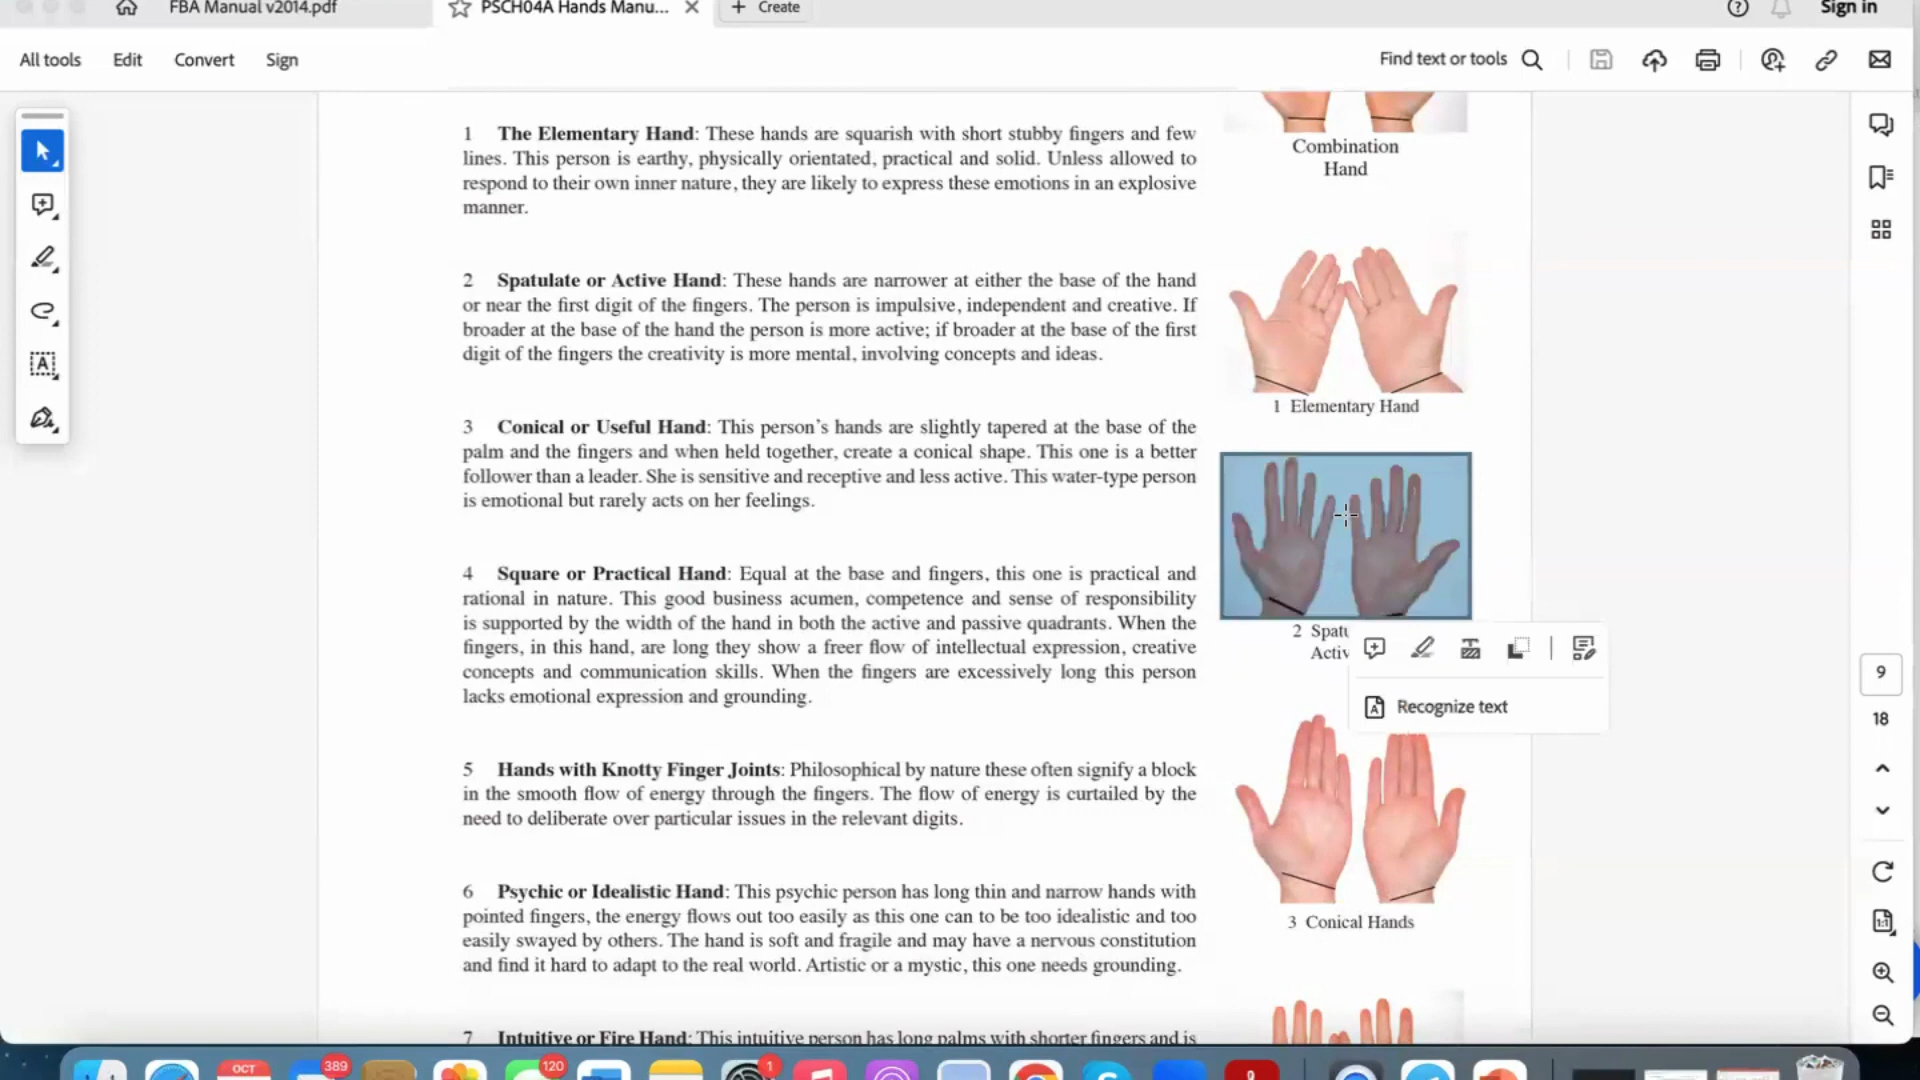 FBA Manual v2014.pdf
PSCH04A Hands Manu...
Create
Sign in
All tools
Edit
Convert
Sign
Find text or tools
1 The Elementary Hand: These hands are squarish with short stubby fingers and few
lines. This person is earthy, physically orientated, practical and solid. Unless allowed to
respond to their own inner nature, they are likely to express these emotions in an explosive
manner.
2 Spatulate or Active Hand: These hands are narrower at either the base of the hand
or near the first digit of the fingers. The person is impulsive, independent and creative. If
broader at the base of the hand the person is more active; if broader at the base of the first
digit of the fingers the creativity is more mental, involving concepts and ideas.
3 Conical or Useful Hand: This person's hands are slightly tapered at the base of the
palm and the fingers and when held together, create a conical shape. This one is a better
follower than a leader. She is sensitive and receptive and less active. This water-type person
is emotional but rarely acts on her feelings.
4 Square or Practical Hand: Equal at the base and fingers, this one is practical and
rational in nature. This good business acumen, competence and sense of responsibility
is supported by the width of the hand in both the active and passive quadrants. When the
fingers, in this hand, are long they show a freer flow of intellectual expression, creative
concepts and communication skills. When the fingers are excessively long this person
lacks emotional expression and grounding.
5 Hands with Knotty Finger Joints: Philosophical by nature these often signify a block
in the smooth flow of energy through the fingers. The flow of energy is curtailed by the
need to deliberate over particular issues in the relevant digits.
6 Psychic or Idealistic Hand: This psychic person has long thin and narrow hands with
pointed fingers, the energy flows out too easily as this one can to be too idealistic and too
easily swayed by others. The hand is soft and fragile and may have a nervous constitution
and find it hard to adapt to the real world. Artistic or a mystic, this one needs grounding.
7 Intuitive or Fire Hand: This intuitive person has long palms with shorter fingers and is
Combination
Hand
1 Elementary Hand
2 Spatu
Activ
Recognize text
3 Conical Hands
9
18
1:1
OCT
389
120
1